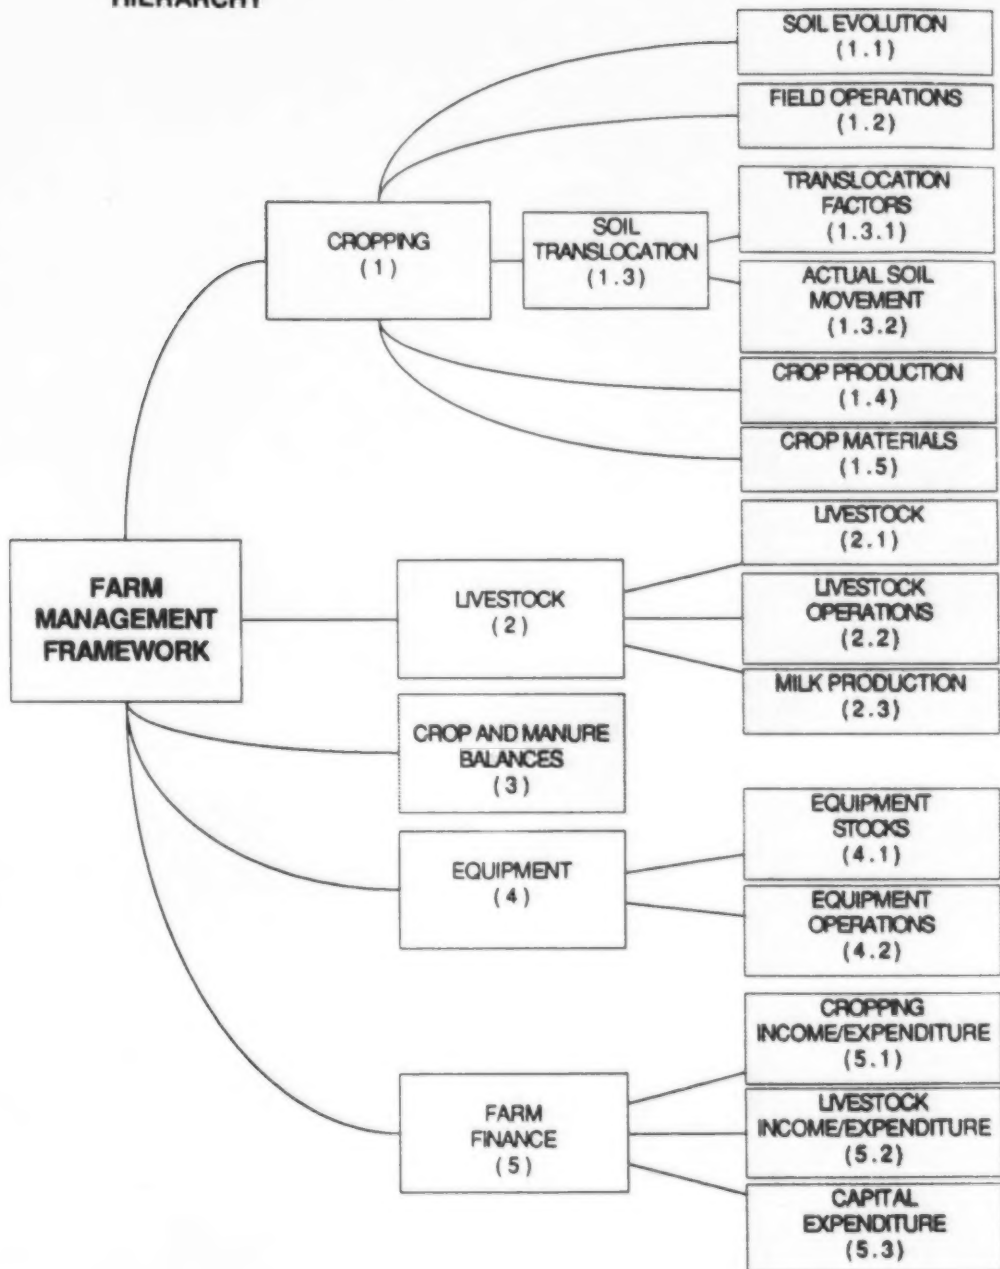 HIERARCHY
SOIL EVOLUTION
(1.1)
FIELD OPERATIONS
(1.2)
CROPPING
(1)
SOIL
TRANSLOCATION
(1.3)
TRANSLOCATION
FACTORS
(1.3.1)
ACTUAL SOIL
MOVEMENT
(1.3.2)
CROP PRODUCTION
(1.4)
CROP MATERIALS
(1.5)
FARM
MANAGEMENT
FRAMEWORK
LIVESTOCK
(2)
LIVESTOCK
(2.1)
LIVESTOCK
OPERATIONS
(2.2)
MILK PRODUCTION
(2.3)
CROP AND MANURE
BALANCES
(3)
EQUIPMENT
(4)
EQUIPMENT
STOCKS
(4.1)
EQUIPMENT
OPERATIONS
(4.2)
FARM
FINANCE
(5)
CROPPING
INCOME/EXPENDITURE
(5.1)
LIVESTOCK
INCOME/EXPENDITURE
(5.2)
CAPITAL
EXPENDITURE
(5.3)